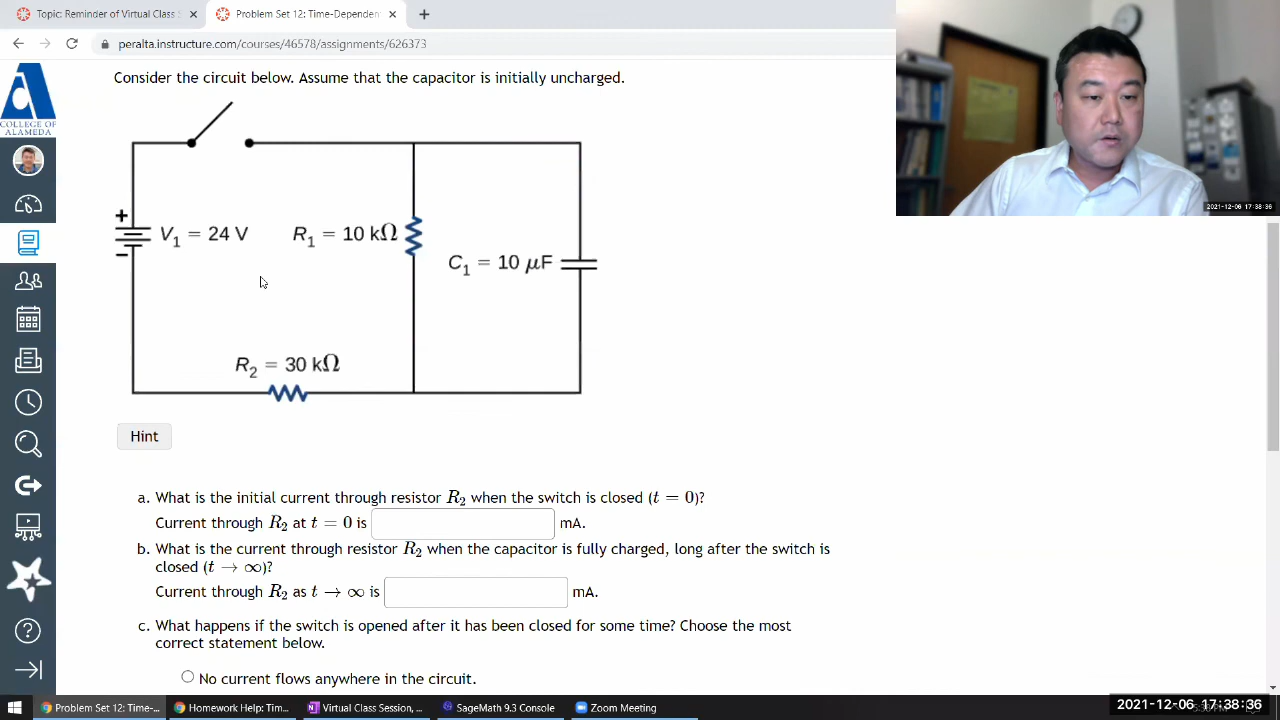 Topic: Reminder of Virtual Class S
Problem Set 12: Time-Dependen
peralta.instructure.com/courses/46578/assignments/626373
COLLEGE OF
ALAMEDA
Consider the circuit below. Assume that the capacitor is initially uncharged.
+
V1 = 24 V
R1 = 10 kΩ
C1 = 10 μF
−
R2 = 30 kΩ
Hint
a. What is the initial current through resistor R2 when the switch is closed (t = 0)?
Current through R2 at t = 0 is mA.
b. What is the current through resistor R2 when the capacitor is fully charged, long after the switch is
closed (t → ∞)?
Current through R2 as t → ∞ is mA.
c. What happens if the switch is opened after it has been closed for some time? Choose the most
correct statement below.
No current flows anywhere in the circuit.
2021-12-06 17:38:36
Problem Set 12: Time-...
Homework Help: Tim...
Virtual Class Session, ...
SageMath 9.3 Console
Zoom Meeting
2021-12-06 17:38:36